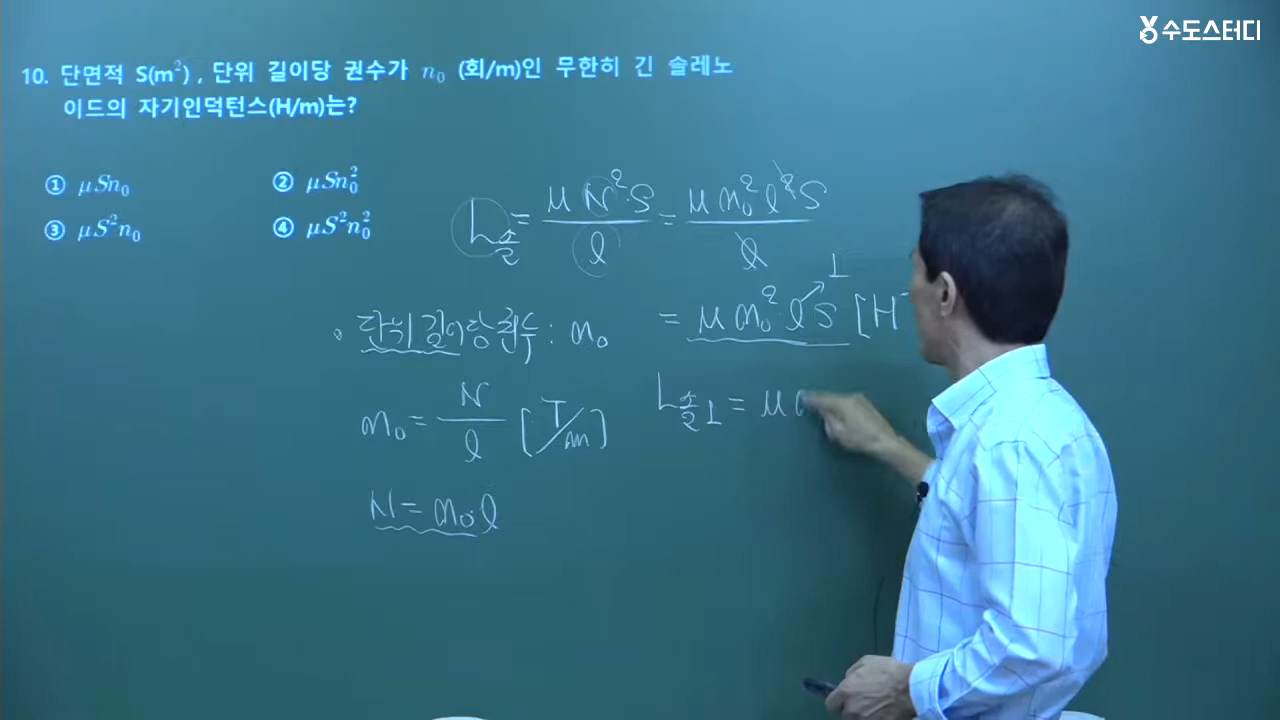 수도스터디
10. 단면적 S(m²) , 단위 길이당 권수가 n₀ (회/m)인 무한히 긴 솔레노
이드의 자기인덕턴스(H/m)는?
① μSn₀
② μSn₀²
③ μS²n₀
④ μS²n₀²
L솔 = μN²·S / l = μn₀²l²S / l
= μn₀²lS [H
1
• 단위 길이당 권수 : n₀
n₀ = N / l [T/m]
N = n₀·l
L솔1 = μ